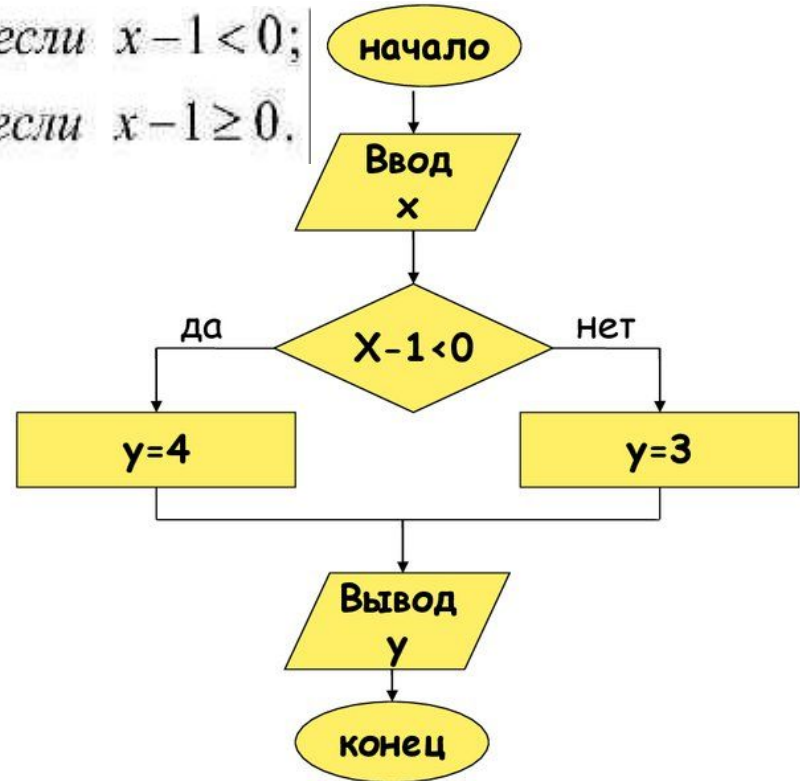 если x−1<0;
если x−1≥0.
начало
Ввод
x
X-1<0
да
нет
y=4
y=3
Вывод
y
конец